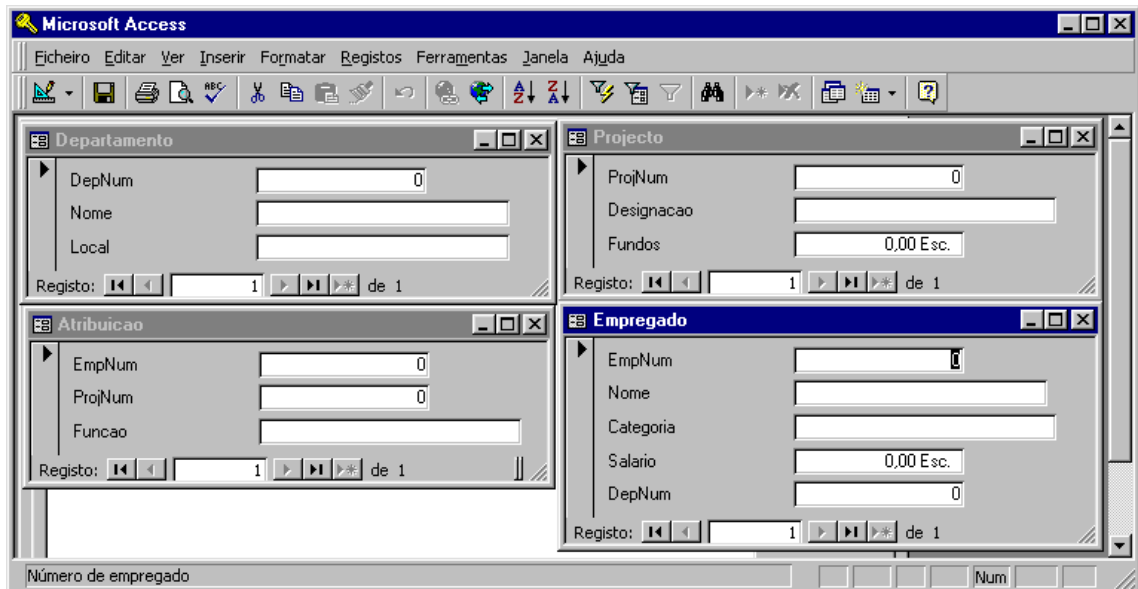 Microsoft Access
Ficheiro Editar Ver Inserir Formatar Registos Ferramentas Janela Ajuda
ABC
A Z Z A
Departamento
DepNum 0
Nome
Local
Registo: 1 de 1
Projecto
ProjNum 0
Designacao
Fundos 0,00 Esc.
Registo: 1 de 1
Atribuicao
EmpNum 0
ProjNum 0
Funcao
Registo: 1 de 1
Empregado
EmpNum 0
Nome
Categoria
Salario 0,00 Esc.
DepNum 0
Registo: 1 de 1
Número de empregado Num